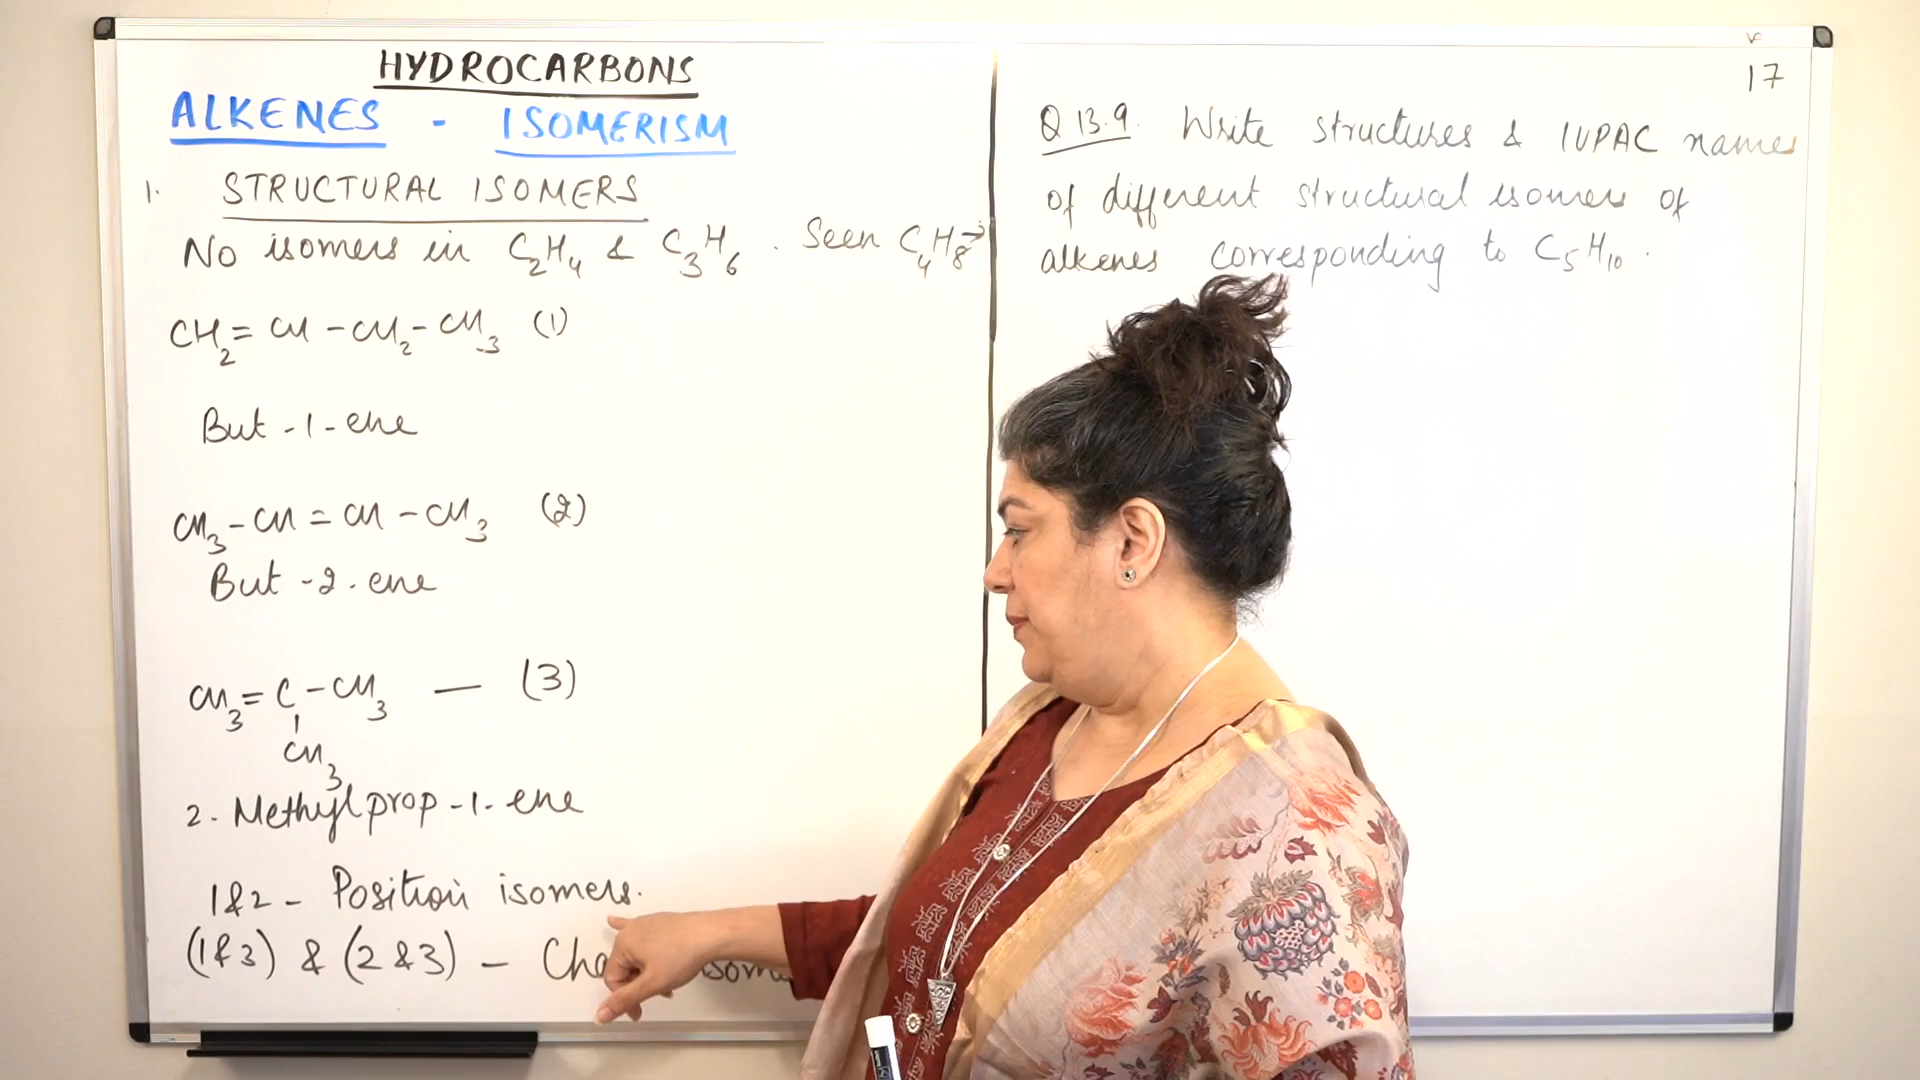 HYDROCARBONS
ALKENES - ISOMERISM
1. STRUCTURAL ISOMERS
No isomers in C2H4 & C3H6 . Seen C4H8→
CH2 = CH - CH2 - CH3 (1)
But-1-ene
CH3 - CH = CH - CH3 (2)
But-2-ene
CH3 = C - CH3 — (3)
CH3
2. Methylprop-1-ene
1&2 - Position isomers.
(1&3) & (2&3) -
17
Q 13.9. Write structures & IUPAC names
of different structural isomers of
alkenes corresponding to C5H10.